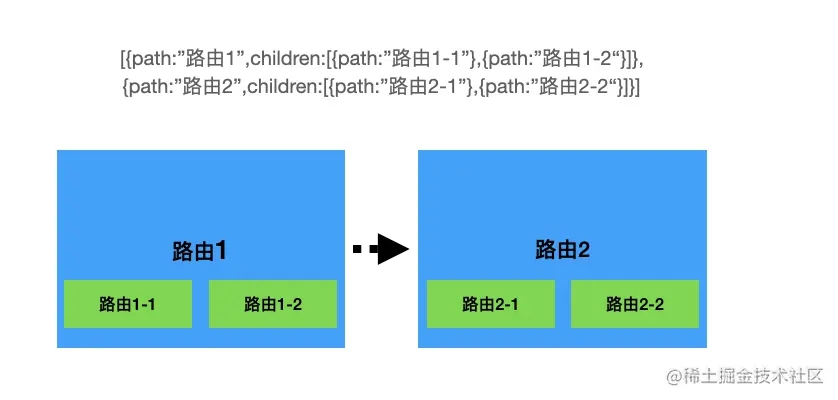 [{path:”路由1”,children:[{path:”路由1-1”},{path:”路由1-2“}]},
{path:”路由2”,children:[{path:”路由2-1”},{path:”路由2-2“}]}]
路由1
路由2
路由1-1
路由1-2
路由2-1
路由2-2
@稀土掘金技术社区